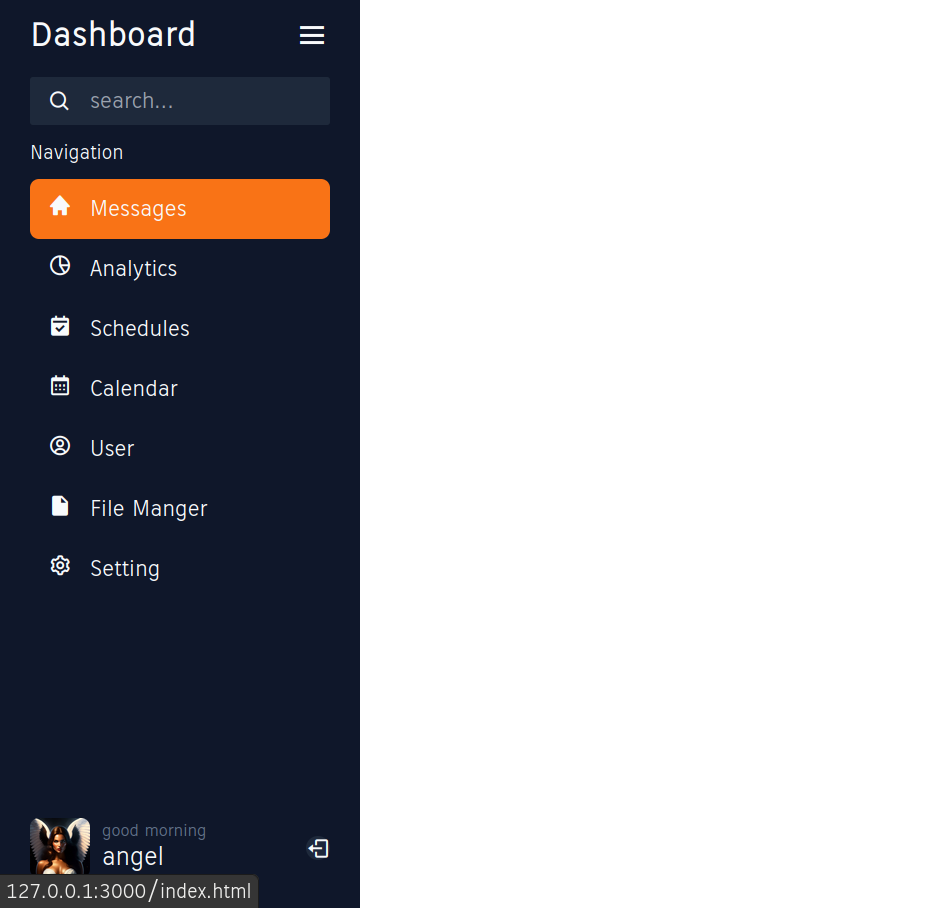 Dashboard
search...
Navigation
Messages
Analytics
Schedules
Calendar
User
File Manger
Setting
good morning
angel
127.0.0.1:3000/index.html